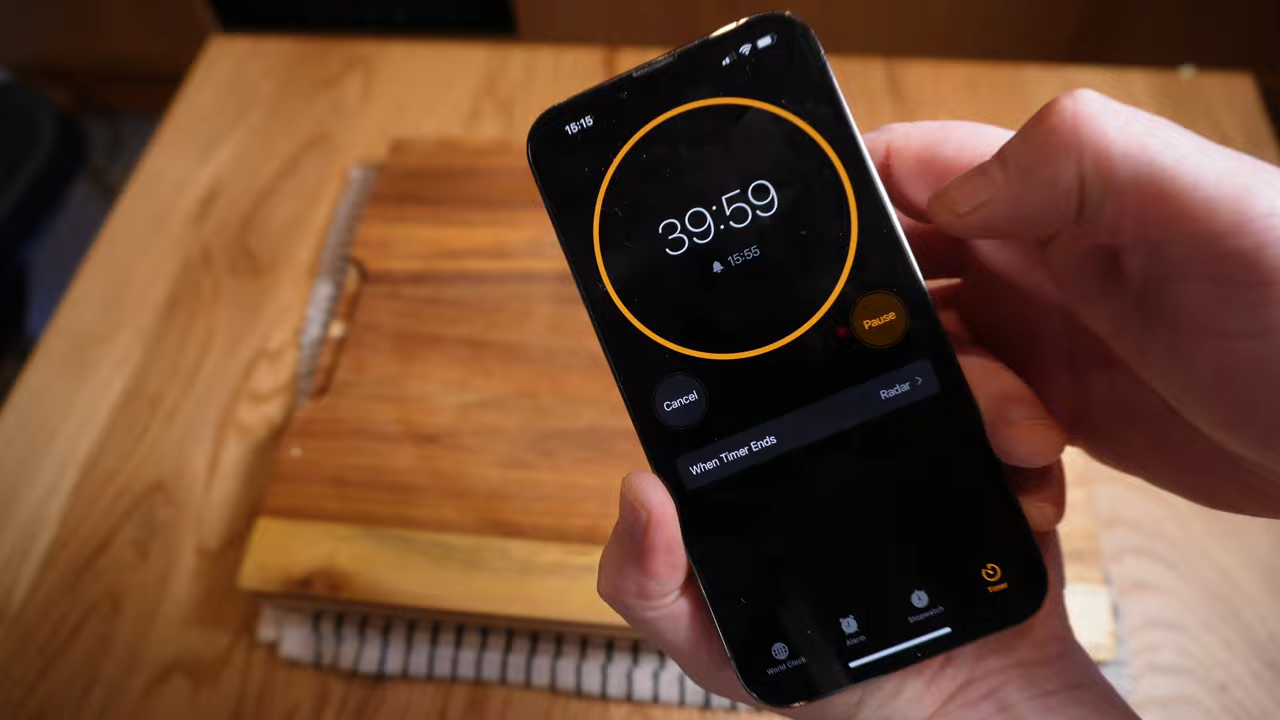 15:15
39:59
15:55
Cancel
Pause
When Timer Ends
Radar
World Clock
Alarm
Stopwatch
Timer